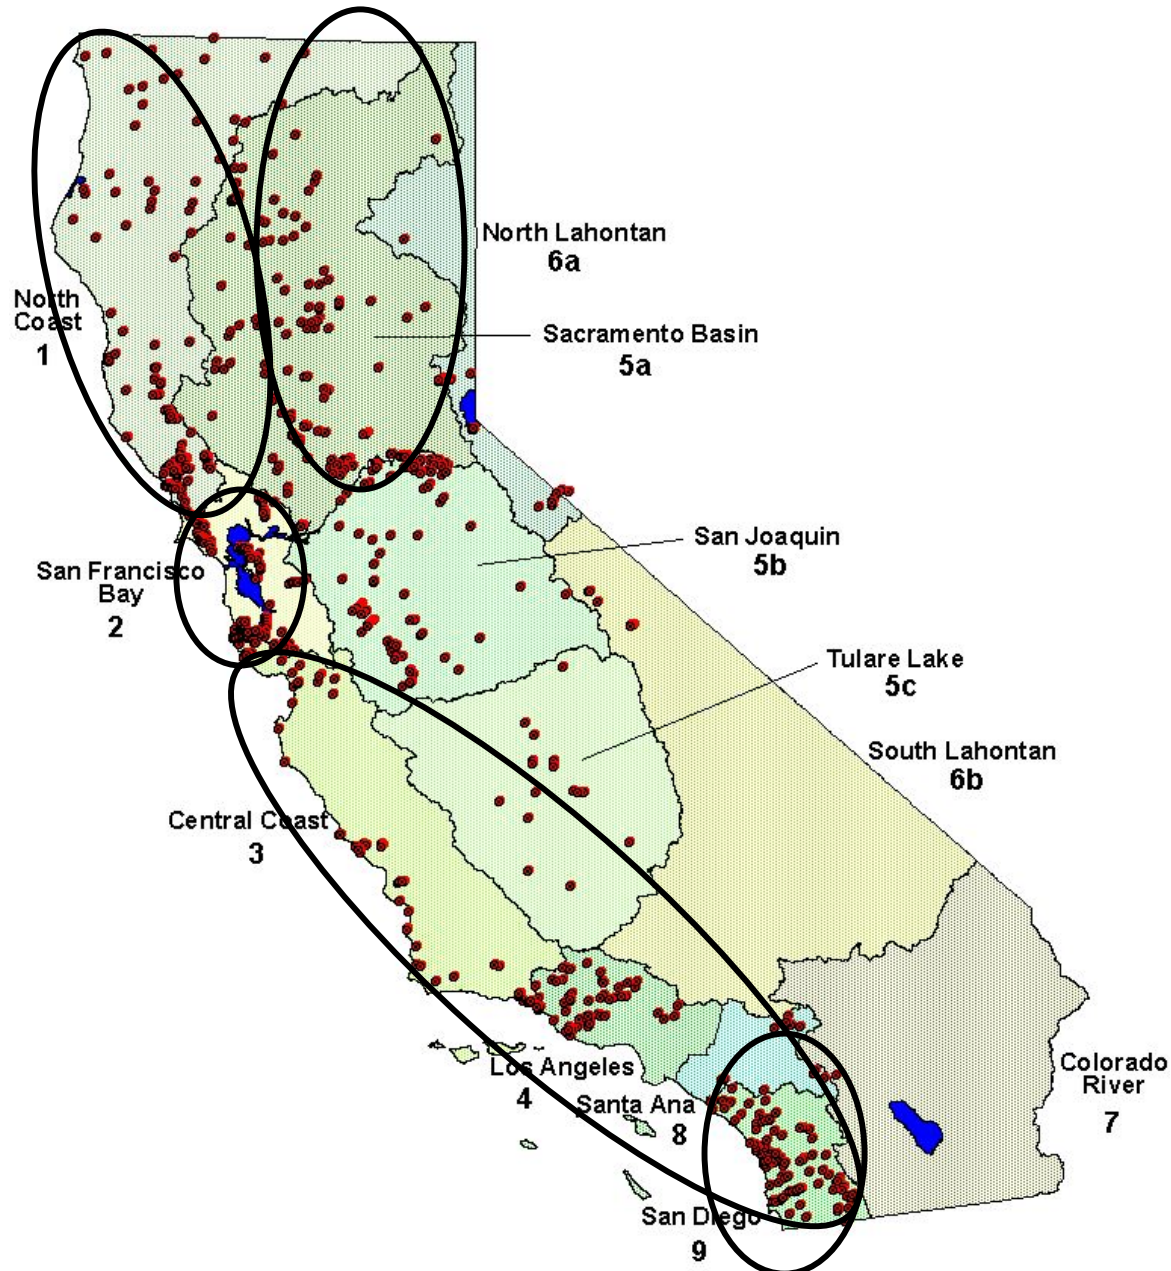 North Lahontan
6a
North
Coast
1
Sacramento Basin
5a
San Joaquin
5b
San Francisco
Bay
2
Tulare Lake
5c
South Lahontan
6b
Central Coast
3
Los Angeles
4
Santa Ana
8
Colorado
River
7
San Diego
9